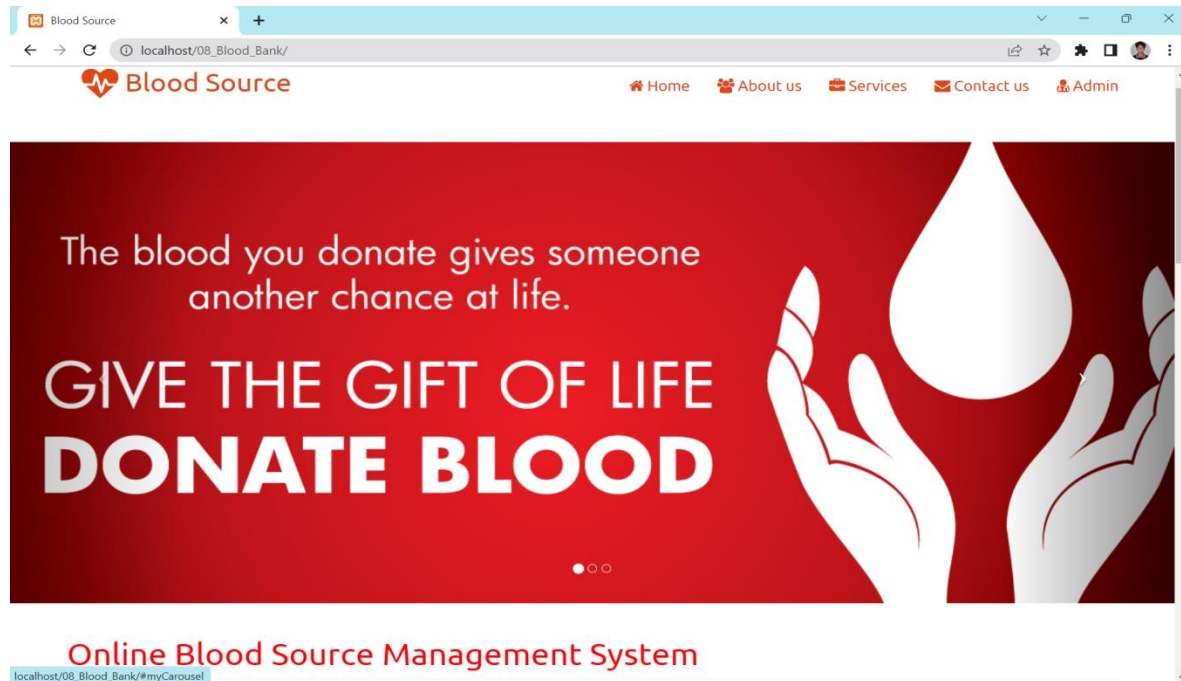 Blood Source
localhost/08_Blood_Bank/
Blood Source
Home About us Services Contact us Admin
The blood you donate gives someone
another chance at life.
GIVE THE GIFT OF LIFE
DONATE BLOOD
Online Blood Source Management System
localhost/08_Blood_Bank/#myCarousel